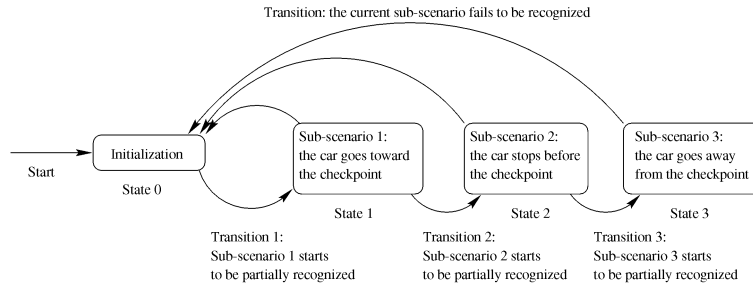 Transition: the current sub-scenario fails to be recognized
Start
Initialization
State 0
Sub-scenario 1:
the car goes toward
the checkpoint
State 1
Sub-scenario 2:
the car stops before
the checkpoint
State 2
Sub-scenario 3:
the car goes away
from the checkpoint
State 3
Transition 1:
Sub-scenario 1 starts
to be partially recognized
Transition 2:
Sub-scenario 2 starts
to be partially recognized
Transition 3:
Sub-scenario 3 starts
to be partially recognized